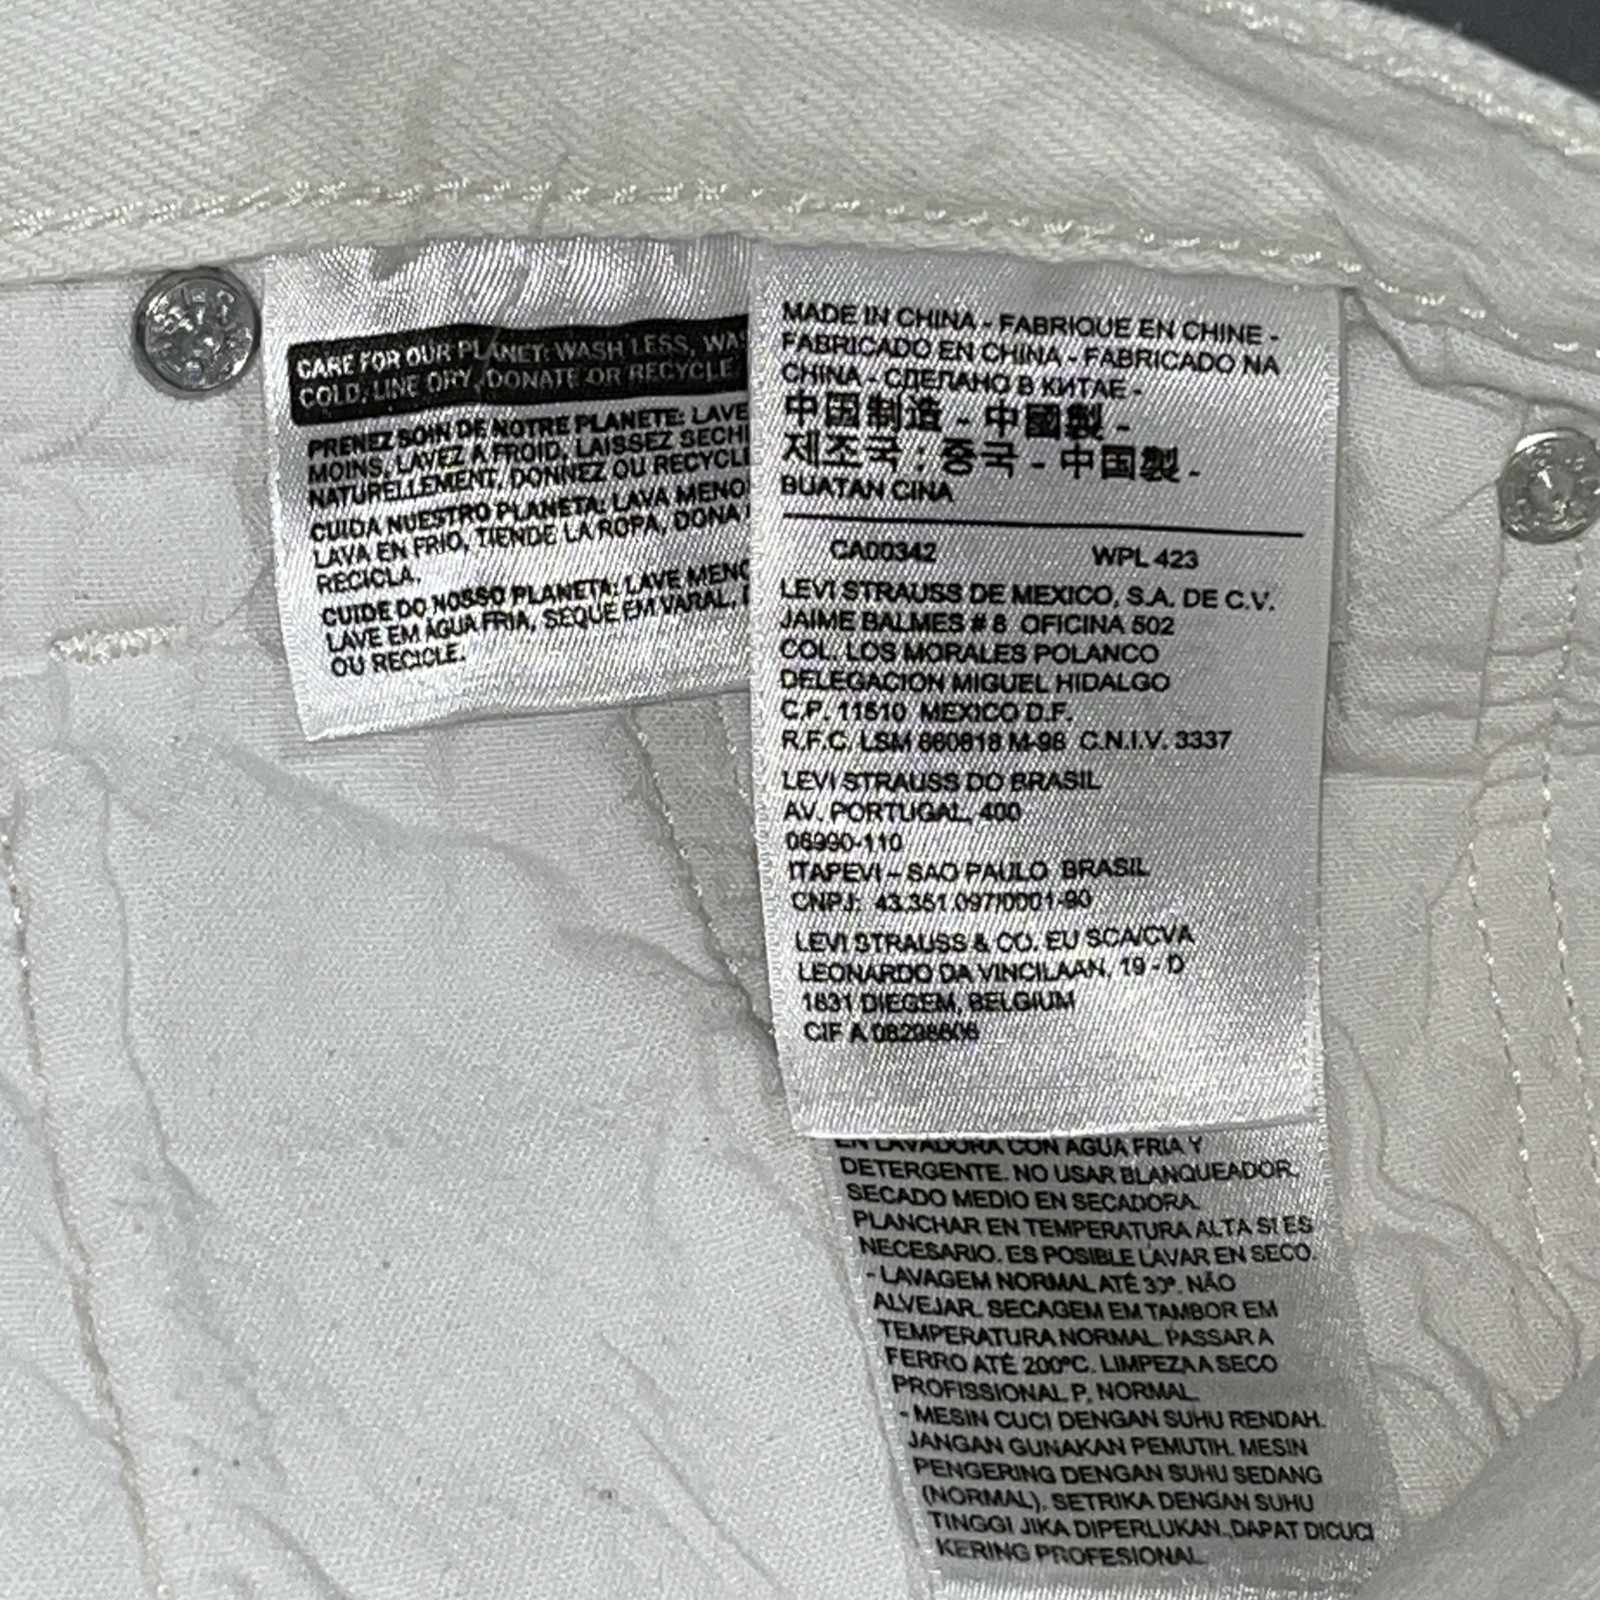 CARE FOR OUR PLANET: WASH LESS, WAS
COLD, LINE DRY, DONATE OR RECYCLE
PRENEZ SOIN DE NOTRE PLANETE: LAVE
MOINS, LAVEZ A FROID, LAISSEZ SECHE
NATURELLEMENT, DONNEZ OU RECYCLE
CUIDA NUESTRO PLANETA: LAVA MENO
LAVA EN FRIO, TIENDE LA ROPA, DONA
RECICLA.
CUIDE DO NOSSO PLANETA: LAVE MENO
LAVE EM AGUA FRIA, SEQUE EM VARAL,
OU RECICLE.
MADE IN CHINA - FABRIQUE EN CHINE -
FABRICADO EN CHINA - FABRICADO NA
CHINA - СДЕЛАНО В КИТАЕ -
中国制造 - 中國製 -
제조국 : 중국 - 中国製 -
BUATAN CINA
CA00342 WPL 423
LEVI STRAUSS DE MEXICO, S.A. DE C.V.
JAIME BALMES # 8 OFICINA 502
COL. LOS MORALES POLANCO
DELEGACION MIGUEL HIDALGO
C.P. 11510 MEXICO D.F.
R.F.C. LSM 860818 M-98 C.N.I.V. 3337
LEVI STRAUSS DO BRASIL
AV. PORTUGAL, 400
06990-110
ITAPEVI – SAO PAULO BRASIL
CNPJ: 43.351.097/0001-90
LEVI STRAUSS & CO. EU SCA/CVA
LEONARDO DA VINCILAAN, 19 - D
1831 DIEGEM, BELGIUM
CIF A 08298606
EN LAVADORA CON AGUA FRIA Y
DETERGENTE. NO USAR BLANQUEADOR.
SECADO MEDIO EN SECADORA.
PLANCHAR EN TEMPERATURA ALTA SI ES
NECESARIO. ES POSIBLE LAVAR EN SECO.
- LAVAGEM NORMAL ATÉ 30º. NÃO
ALVEJAR. SECAGEM EM TAMBOR EM
TEMPERATURA NORMAL. PASSAR A
FERRO ATÉ 200ºC. LIMPEZA A SECO
PROFISSIONAL P, NORMAL.
- MESIN CUCI DENGAN SUHU RENDAH.
JANGAN GUNAKAN PEMUTIH. MESIN
PENGERING DENGAN SUHU SEDANG
(NORMAL), SETRIKA DENGAN SUHU
TINGGI JIKA DIPERLUKAN.,DAPAT DICUCI
KERING PROFESIONAL